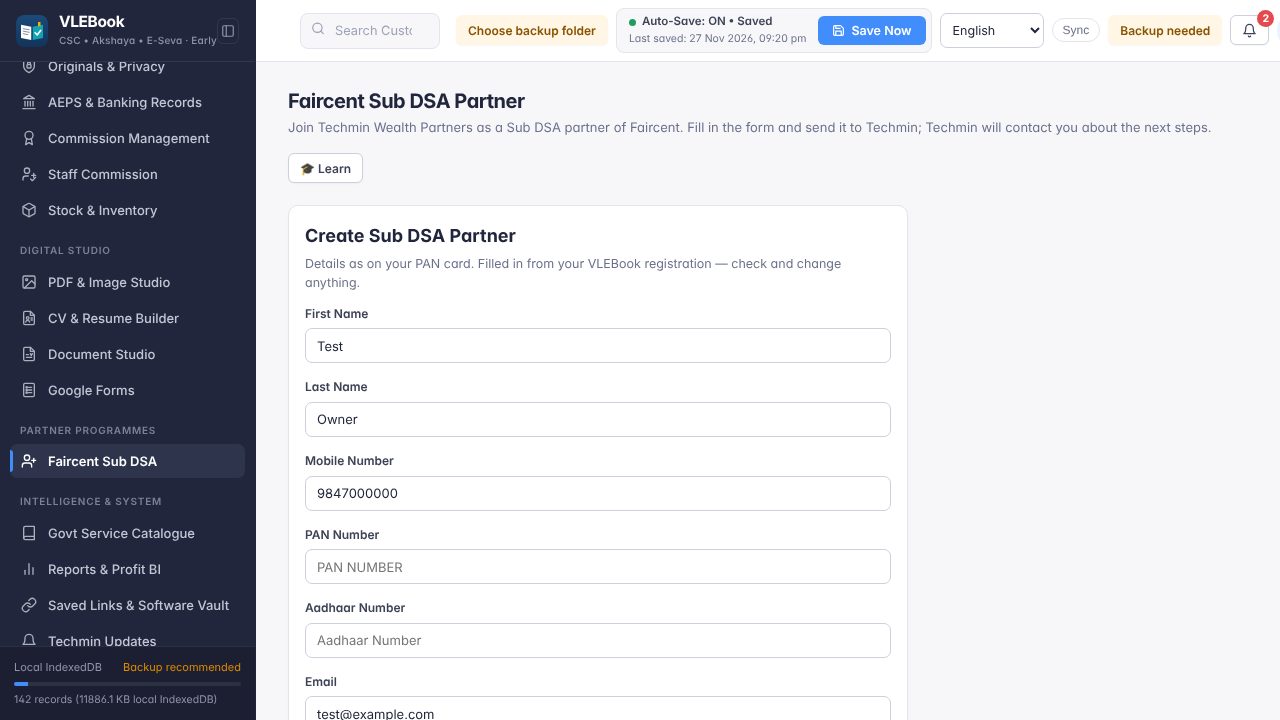 VLEBook
CSC • Akshaya • E-Seva · Early
Originals & Privacy
AEPS & Banking Records
Commission Management
Staff Commission
Stock & Inventory
DIGITAL STUDIO
PDF & Image Studio
CV & Resume Builder
Document Studio
Google Forms
PARTNER PROGRAMMES
Faircent Sub DSA
INTELLIGENCE & SYSTEM
Govt Service Catalogue
Reports & Profit BI
Saved Links & Software Vault
Techmin Updates
Local IndexedDB Backup recommended
142 records (11886.1 KB local IndexedDB)
Search Custo
Choose backup folder
Auto-Save: ON • Saved
Last saved: 27 Nov 2026, 09:20 pm
Save Now
English
Sync
Backup needed
2
Faircent Sub DSA Partner
Join Techmin Wealth Partners as a Sub DSA partner of Faircent. Fill in the form and send it to Techmin; Techmin will contact you about the next steps.
Learn
Create Sub DSA Partner
Details as on your PAN card. Filled in from your VLEBook registration — check and change
anything.
First Name
Test
Last Name
Owner
Mobile Number
9847000000
PAN Number
PAN NUMBER
Aadhaar Number
Aadhaar Number
Email
test@example.com